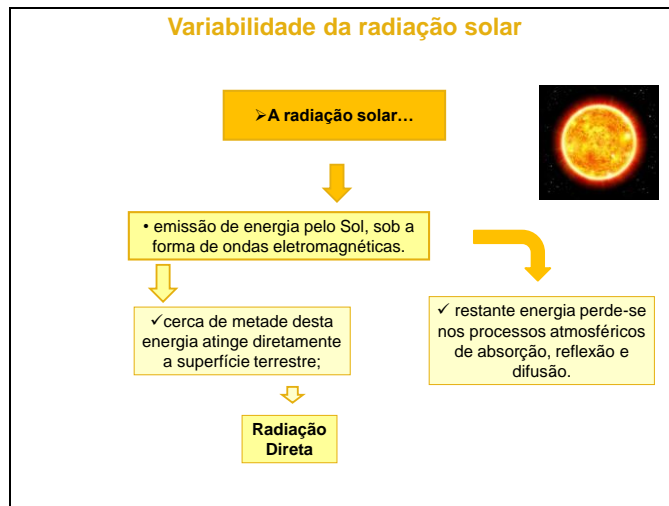 Variabilidade da radiação solar
➢A radiação solar…
• emissão de energia pelo Sol, sob a
forma de ondas eletromagnéticas.
✓cerca de metade desta
energia atinge diretamente
a superfície terrestre;
✓ restante energia perde-se
nos processos atmosféricos
de absorção, reflexão e
difusão.
Radiação
Direta